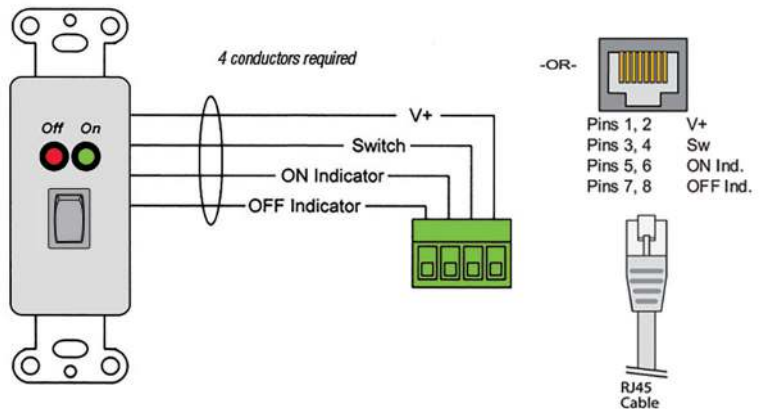 4 conductors required
Off On
V+
Switch
ON Indicator
OFF Indicator
-OR-
Pins 1, 2 V+
Pins 3, 4 Sw
Pins 5, 6 ON Ind.
Pins 7, 8 OFF Ind.
RJ45
Cable